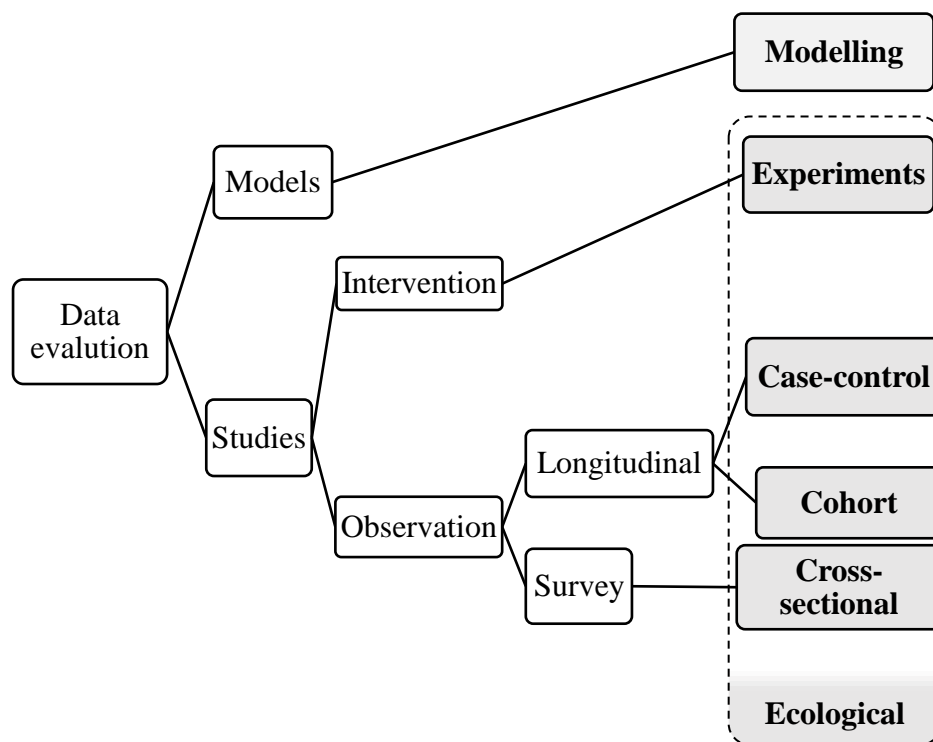 Modelling
Experiments
Models
Intervention
Data
evalution
Case-control
Studies
Longitudinal
Cohort
Observation
Cross-
sectional
Survey
Ecological